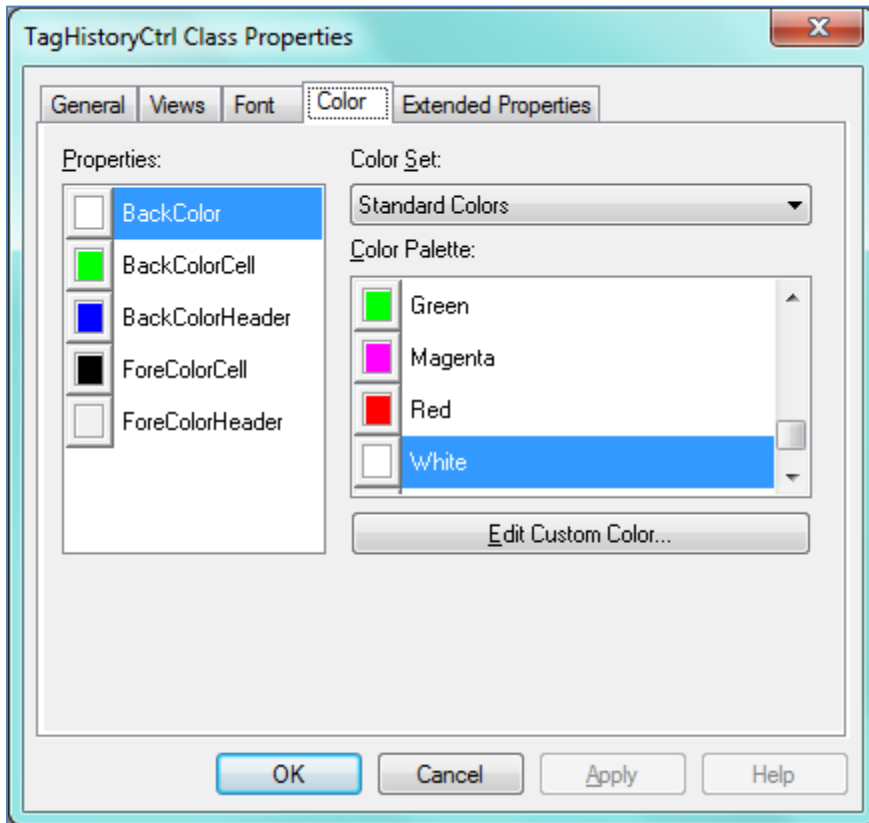 TagHistoryCtrl Class Properties
General Views Font Color Extended Properties
Properties:
BackColor
BackColorCell
BackColorHeader
ForeColorCell
ForeColorHeader
Color Set:
Standard Colors
Color Palette:
Green
Magenta
Red
White
Edit Custom Color...
OK Cancel Apply Help